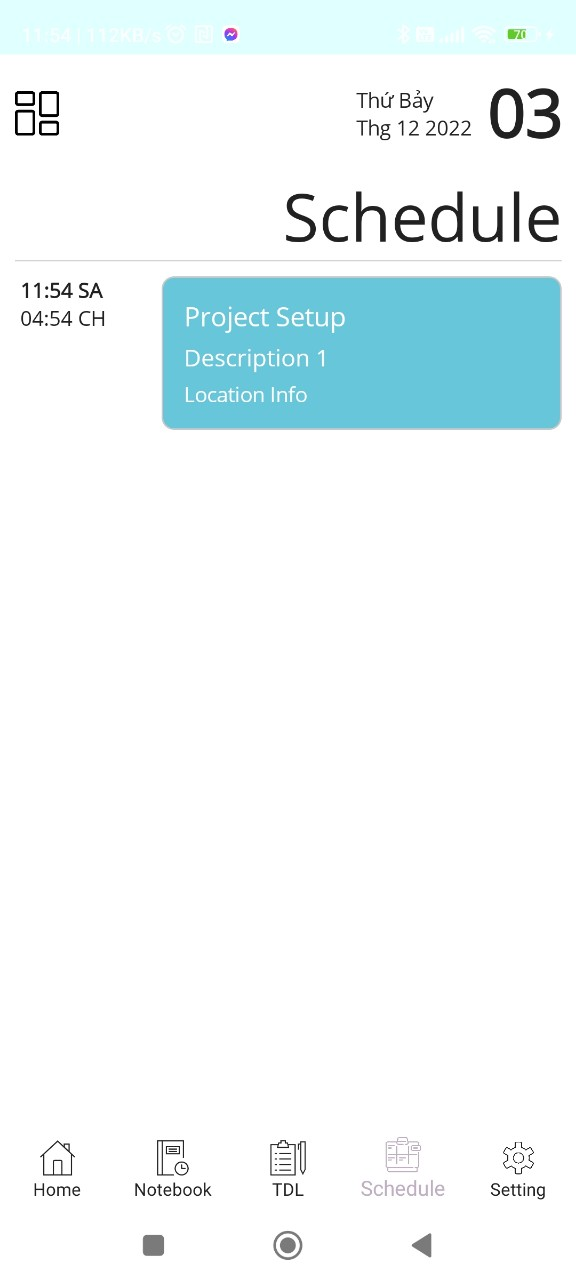 11:54 | 112KB/s
70
Thứ Bảy
Thg 12 2022
03
Schedule
11:54 SA
04:54 CH
Project Setup
Description 1
Location Info
Home
Notebook
TDL
Schedule
Setting